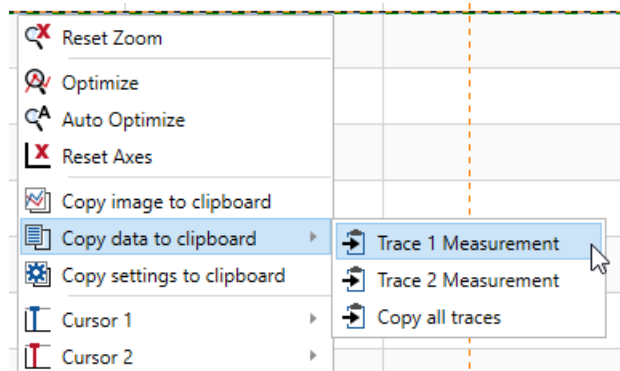 Reset Zoom
Optimize
Auto Optimize
Reset Axes
Copy image to clipboard
Copy data to clipboard
Trace 1 Measurement
Copy settings to clipboard
Trace 2 Measurement
Copy all traces
Cursor 1
Cursor 2